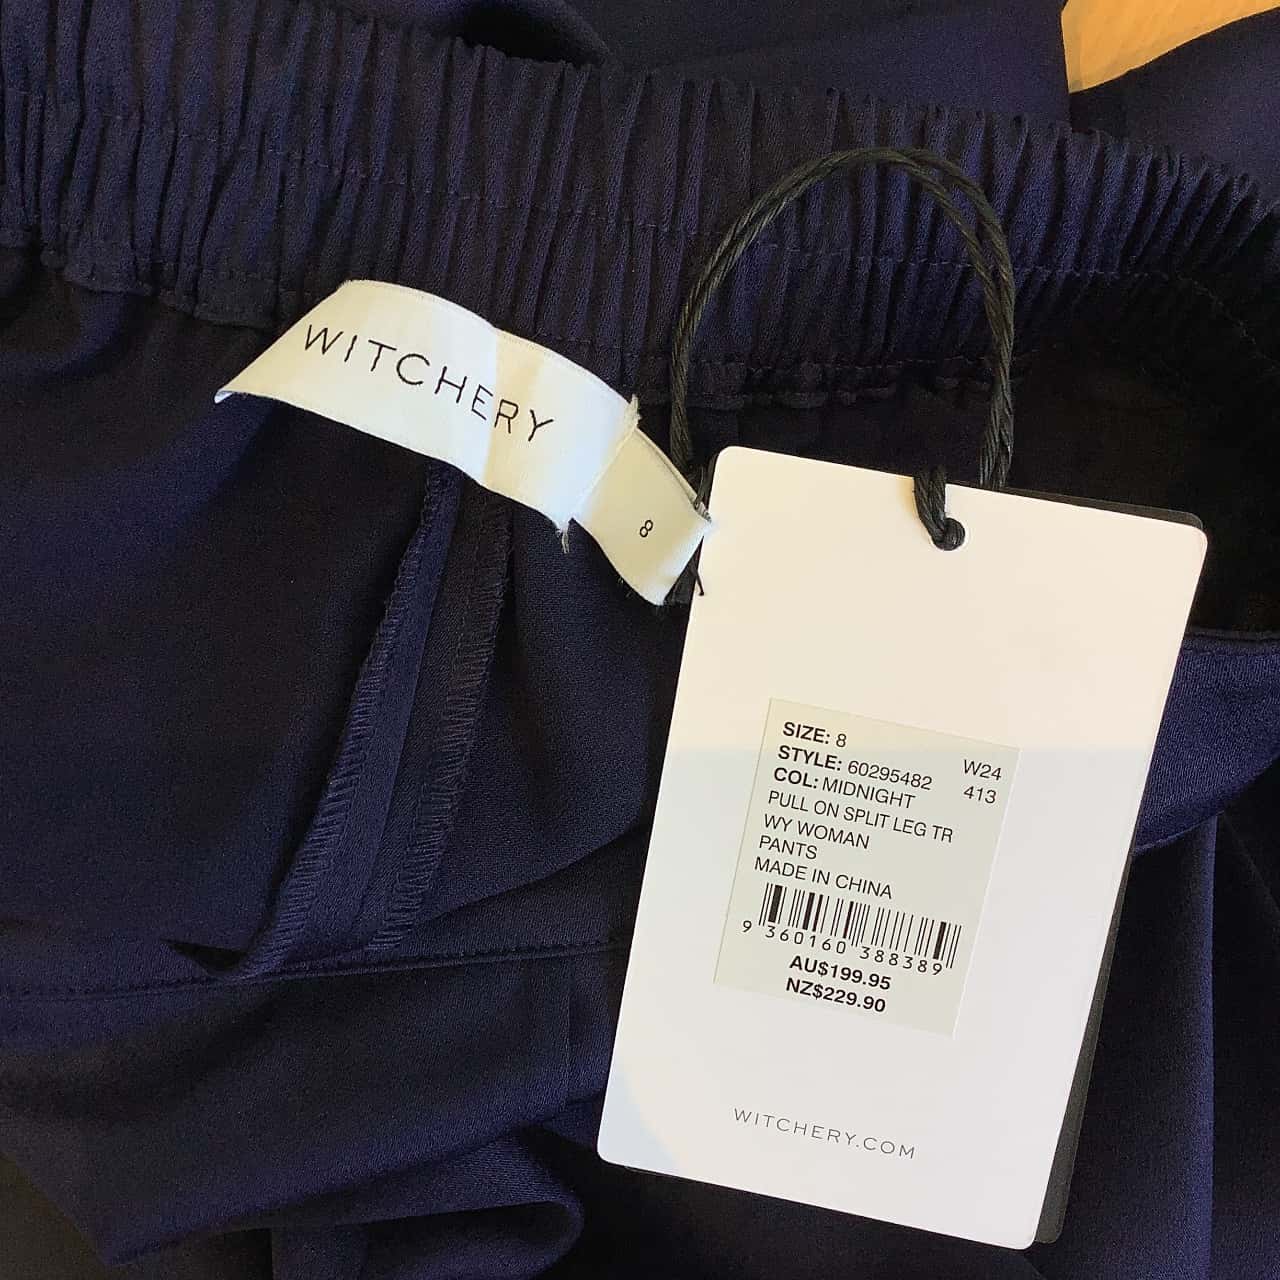 WITCHERY
8
SIZE: 8
STYLE: 60295482 W24
COL: MIDNIGHT 413
PULL ON SPLIT LEG TR
WY WOMAN
PANTS
MADE IN CHINA
9 360160 388389
AU$199.95
NZ$229.90
WITCHERY.COM